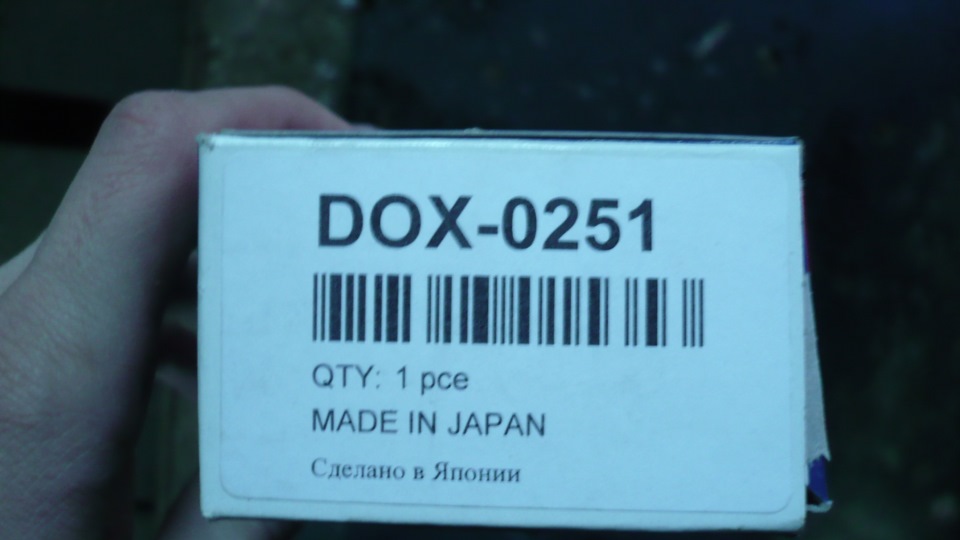 DOX-0251
QTY: 1 pce
MADE IN JAPAN
Сделано в Японии